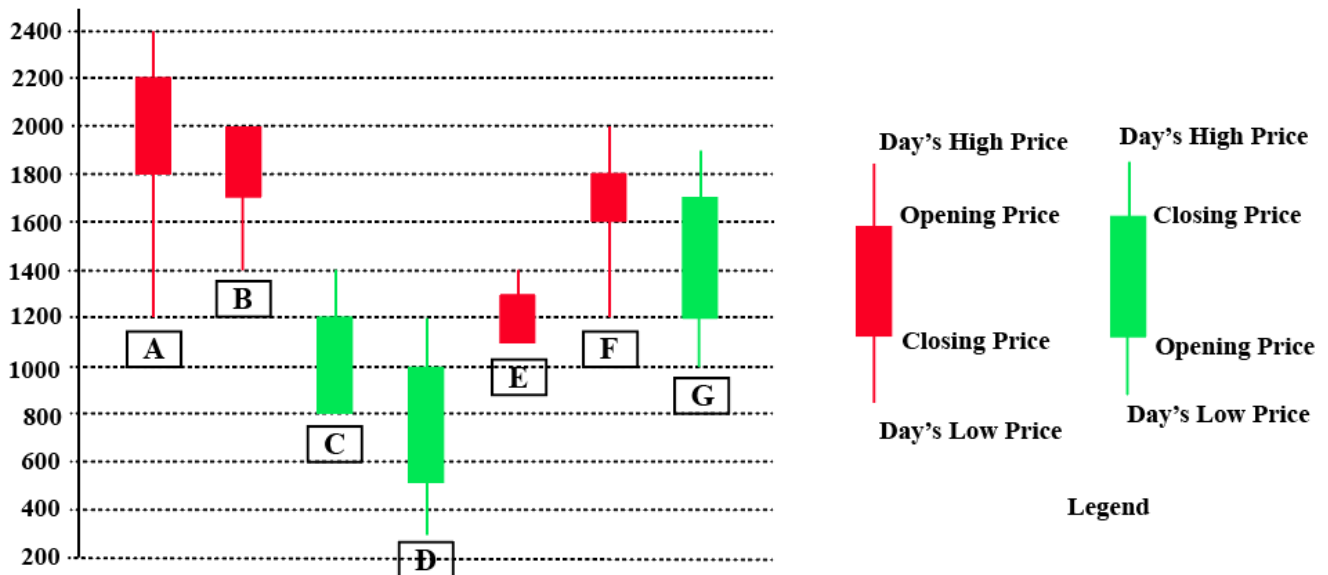 2400
2200
2000
1800
1600
1400
1200
1000
800
600
400
200
A
B
C
D
E
F
G
Day's High Price
Opening Price
Closing Price
Day's Low Price
Day's High Price
Closing Price
Opening Price
Day's Low Price
Legend